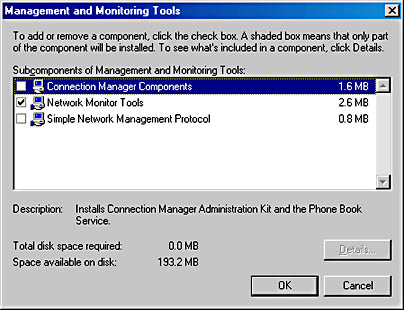 Management and Monitoring Tools
To add or remove a component, click the check box. A shaded box means that only part
of the component will be installed. To see what's included in a component, click Details.
Subcomponents of Management and Monitoring Tools:
Connection Manager Components 1.6 MB
Network Monitor Tools 2.6 MB
Simple Network Management Protocol 0.8 MB
Description: Installs Connection Manager Administration Kit and the Phone Book
Service.
Total disk space required: 0.0 MB
Space available on disk: 193.2 MB
Details...
OK Cancel